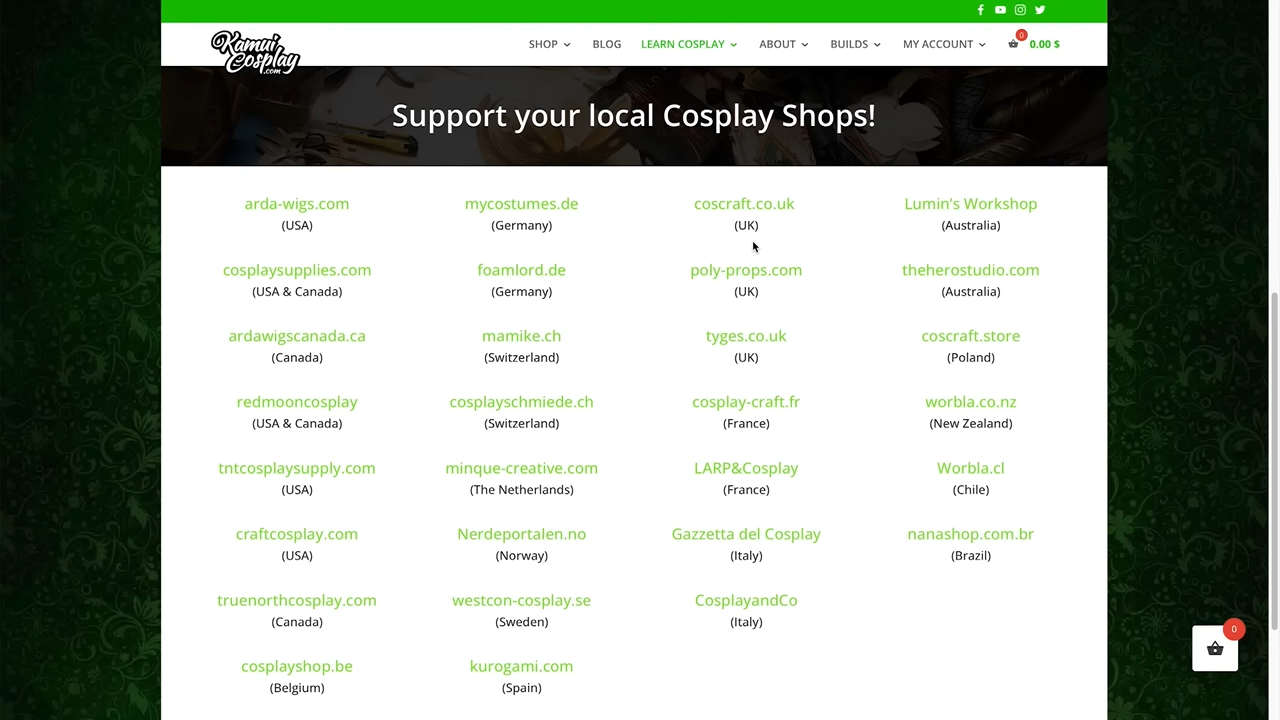 Kamui
Cosplay
.com
SHOP
BLOG
LEARN COSPLAY
ABOUT
BUILDS
MY ACCOUNT
0
0.00 $
Support your local Cosplay Shops!
arda-wigs.com
(USA)
cosplaysupplies.com
(USA & Canada)
ardawigscanada.ca
(Canada)
redmooncosplay
(USA & Canada)
tntcosplaysupply.com
(USA)
craftcosplay.com
(USA)
truenorthcosplay.com
(Canada)
cosplayshop.be
(Belgium)
mycostumes.de
(Germany)
foamlord.de
(Germany)
mamike.ch
(Switzerland)
cosplayschmiede.ch
(Switzerland)
minque-creative.com
(The Netherlands)
Nerdeportalen.no
(Norway)
westcon-cosplay.se
(Sweden)
kurogami.com
(Spain)
coscraft.co.uk
(UK)
poly-props.com
(UK)
tyges.co.uk
(UK)
cosplay-craft.fr
(France)
LARP&Cosplay
(France)
Gazzetta del Cosplay
(Italy)
CosplayandCo
(Italy)
Lumin’s Workshop
(Australia)
theherostudio.com
(Australia)
coscraft.store
(Poland)
worbla.co.nz
(New Zealand)
Worbla.cl
(Chile)
nanashop.com.br
(Brazil)
0